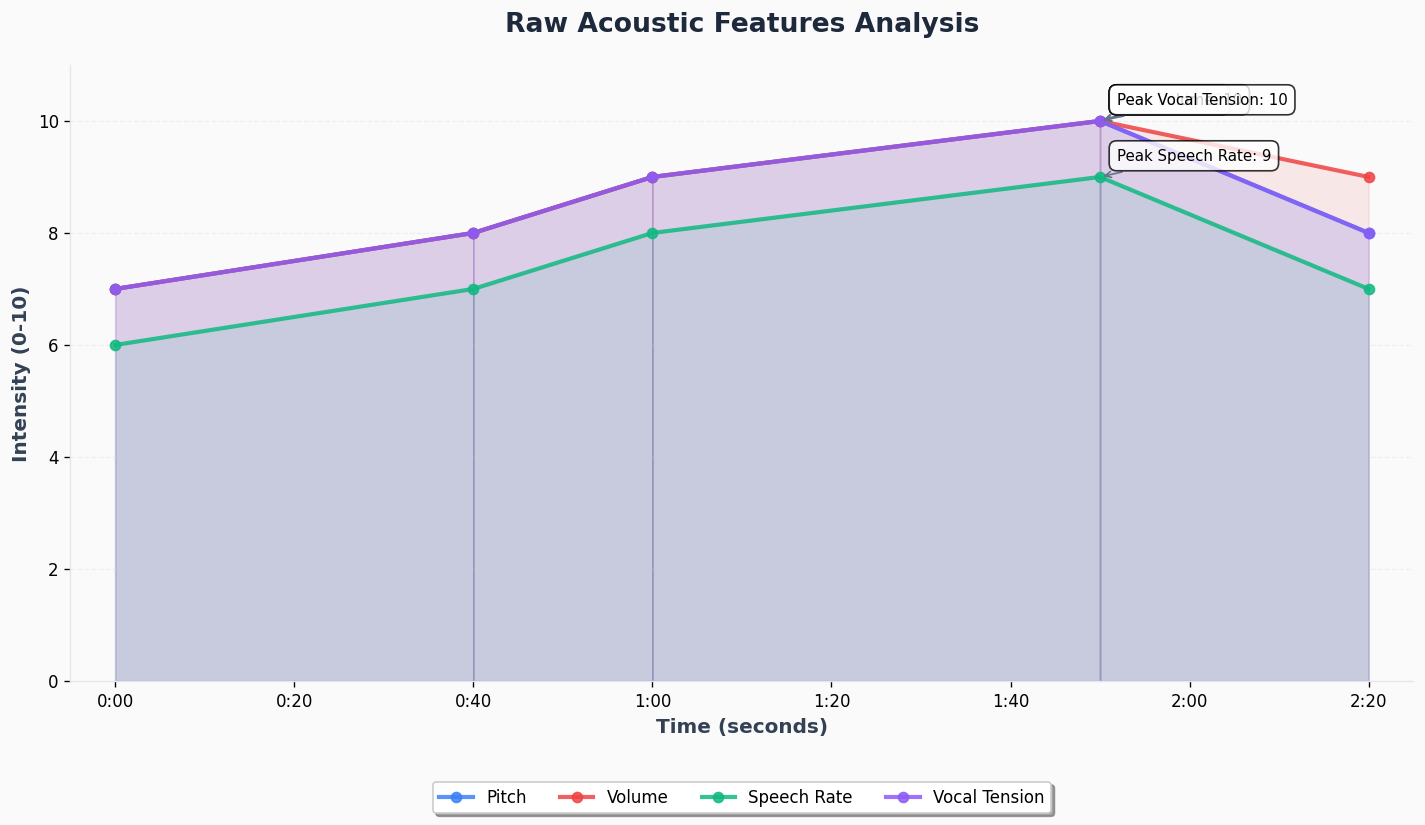 Raw Acoustic Features Analysis
Peak Vocal Tension: 10
Peak Speech Rate: 9
10
8
6
4
2
0
Intensity (0-10)
0:00 0:20 0:40 1:00 1:20 1:40 2:00 2:20
Time (seconds)
Pitch Volume Speech Rate Vocal Tension